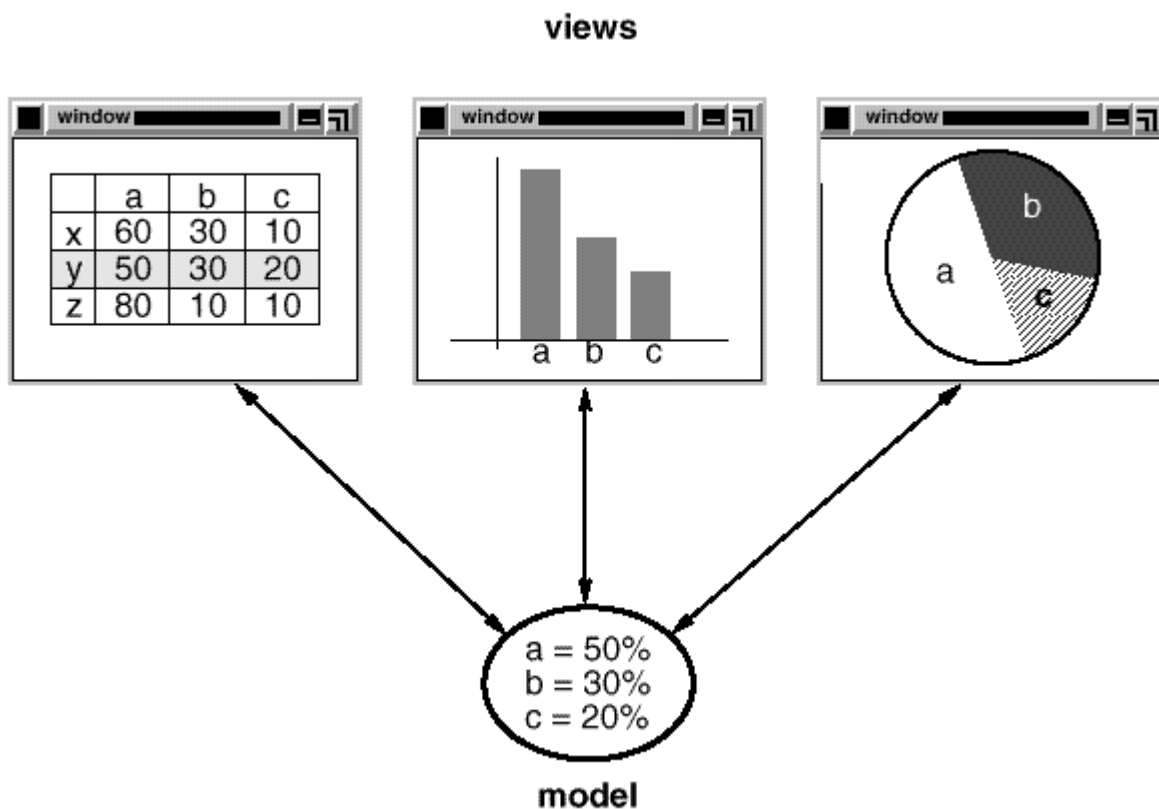 views
window
a b c
x 60 30 10
y 50 30 20
z 80 10 10
window
a b c
window
b
a
c
a = 50%
b = 30%
c = 20%
model